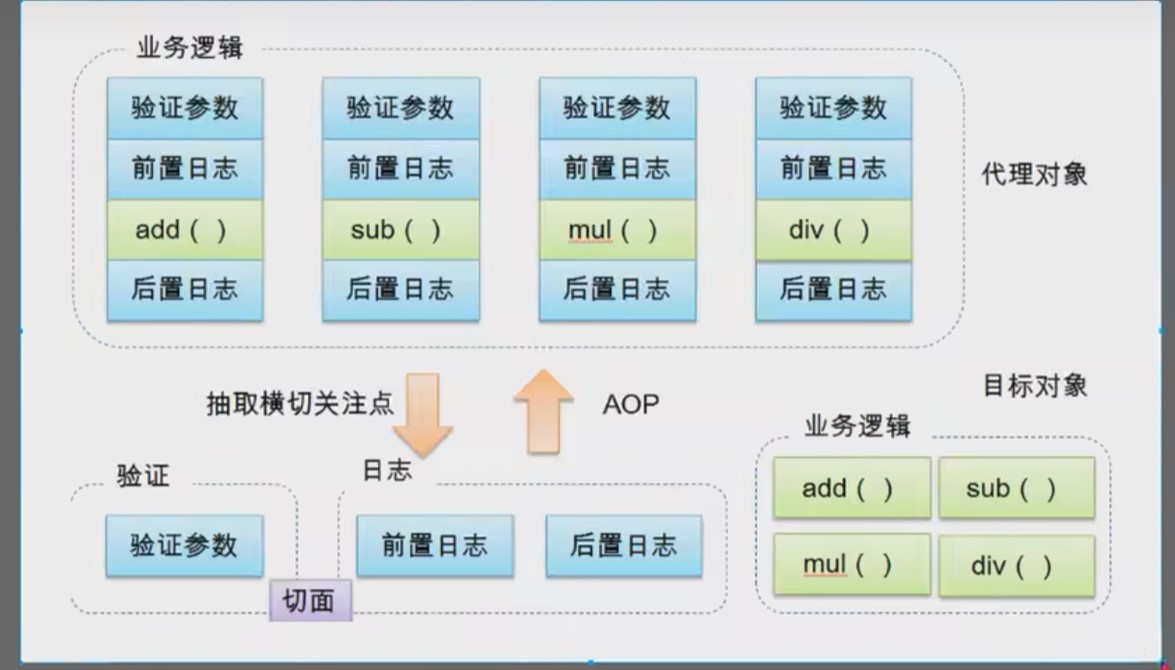 业务逻辑
验证参数 验证参数 验证参数 验证参数
前置日志 前置日志 前置日志 前置日志
代理对象
add（ ） sub（ ） mul（ ） div（ ）
后置日志 后置日志 后置日志 后置日志
抽取横切关注点
AOP
目标对象
业务逻辑
验证
日志
add（ ） sub（ ）
验证参数
前置日志 后置日志
mul（ ） div（ ）
切面